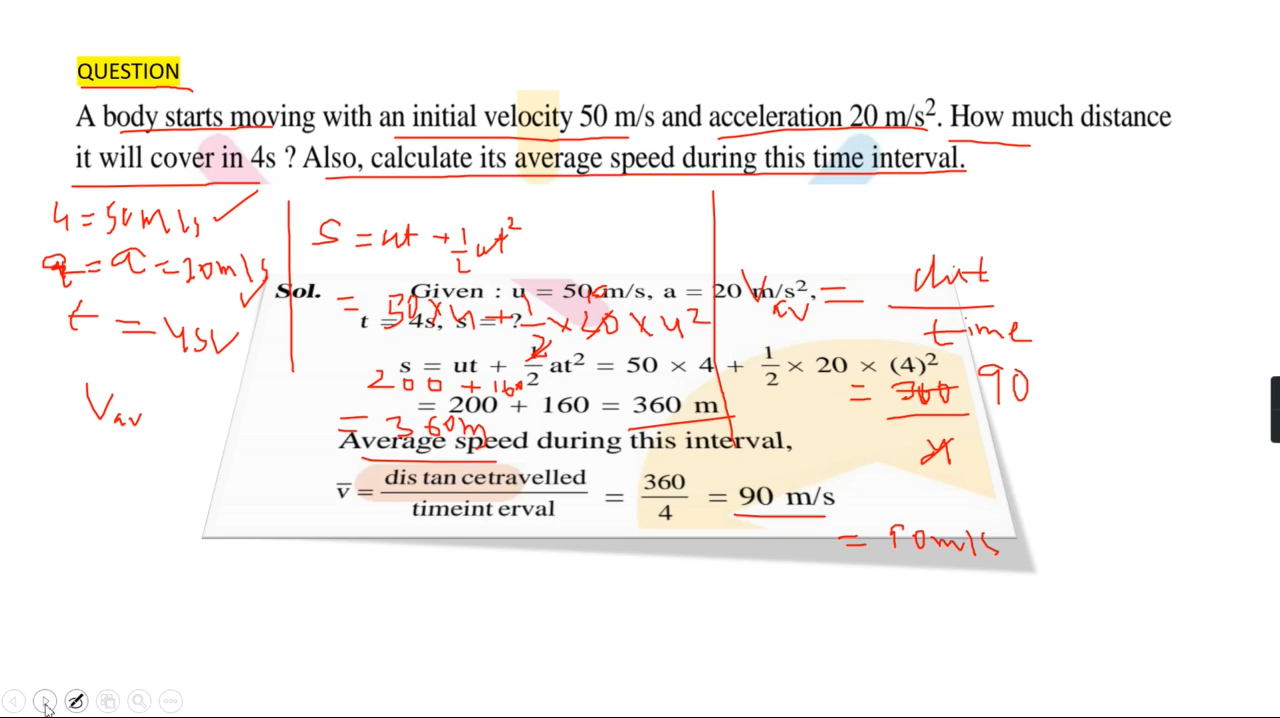 QUESTION
A body starts moving with an initial velocity 50 m/s and acceleration 20 m/s². How much distance
it will cover in 4s ? Also, calculate its average speed during this time interval.
u = 50 m/s
a = 20 m/s
t = 4s
V av
S = ut + 1/2 at²
= 50 × 4 + 1/2 × 20 × 4²
200 + 160
= 360m
V av = dist / time
= 360 / 4 90
= 90 m/s
Sol. Given : u = 50 m/s, a = 20 m/s²,
t = 4s, s = ?
s = ut + 1/2 at² = 50 × 4 + 1/2 × 20 × (4)²
= 200 + 160 = 360 m
Average speed during this interval,
v̄ = dis tan cetravelled / timeint erval = 360 / 4 = 90 m/s